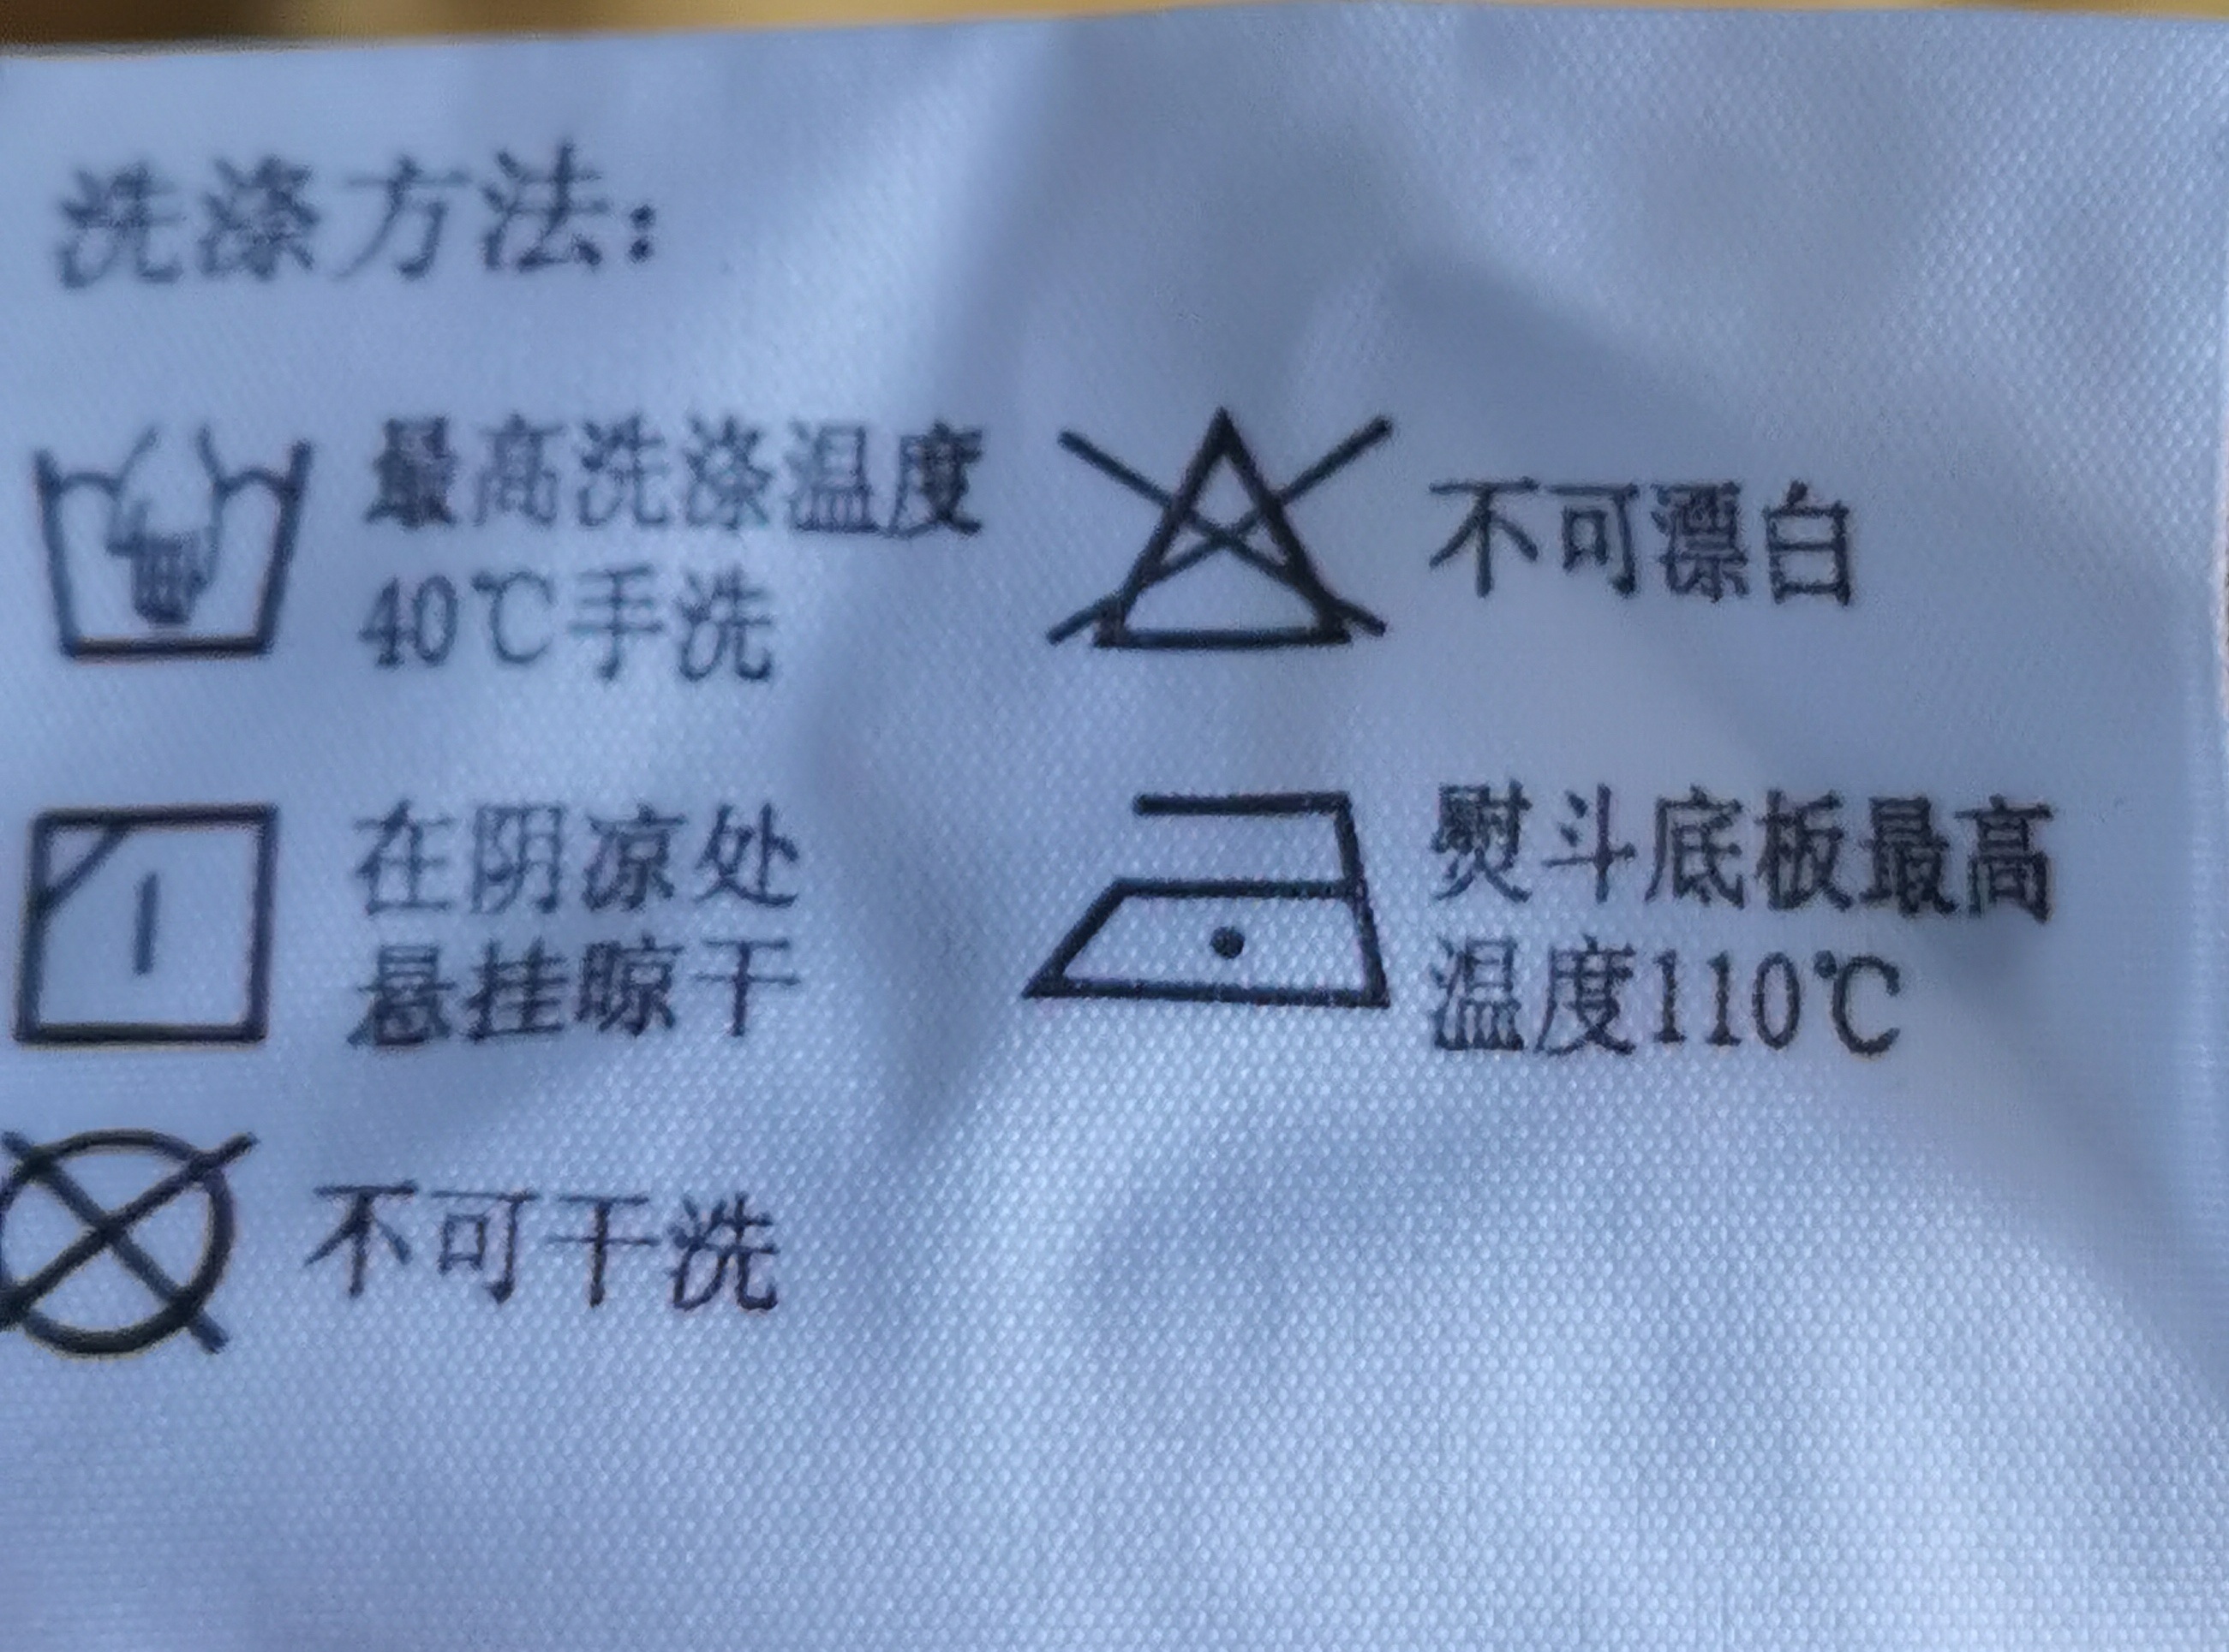 洗涤方法：
最高洗涤温度
40℃手洗
不可漂白
在阴凉处
悬挂晾干
熨斗底板最高
温度110℃
不可干洗